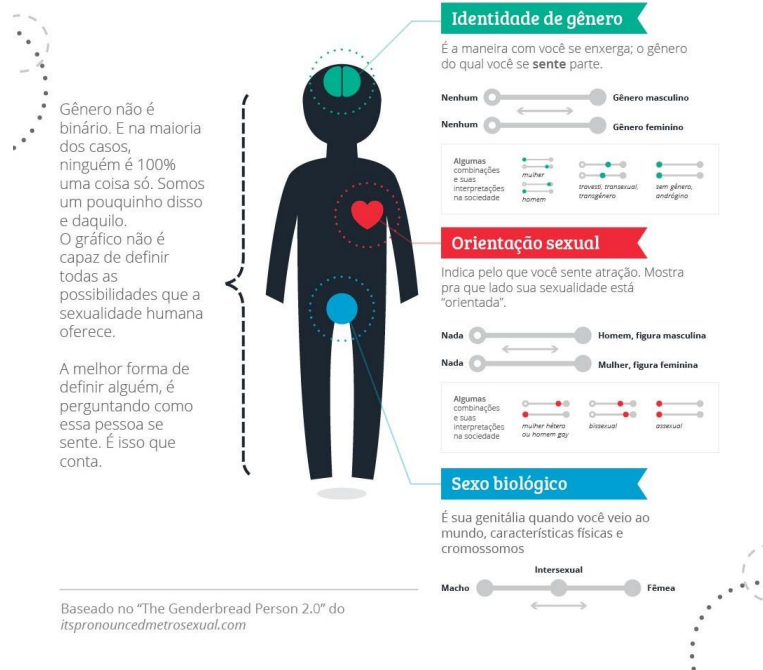 Gênero não é
binário. E na maioria
dos casos,
ninguém é 100%
uma coisa só. Somos
um pouquinho disso
e daquilo.
O gráfico não é
capaz de definir
todas as
possibilidades que a
sexualidade humana
oferece.
A melhor forma de
definir alguém, é
perguntando como
essa pessoa se
sente. É isso que
conta.
Identidade de gênero
É a maneira com você se enxerga; o gênero
do qual você se sente parte.
Nenhum Gênero masculino
Nenhum Gênero feminino
Algumas
combinações
e suas
interpretações
na sociedade
mulher
homem
travesti, transexual,
transgênero
sem gênero,
andrógino
Orientação sexual
Indica pelo que você sente atração. Mostra
pra que lado sua sexualidade está
“orientada”.
Nada Homem, figura masculina
Nada Mulher, figura feminina
Algumas
combinações
e suas
interpretações
na sociedade
mulher hétero
ou homem gay
bissexual
assexual
Sexo biológico
É sua genitália quando você veio ao
mundo, características físicas e
cromossomos
Intersexual
Macho Fêmea
Baseado no “The Genderbread Person 2.0” do
itspronouncedmetrosexual.com